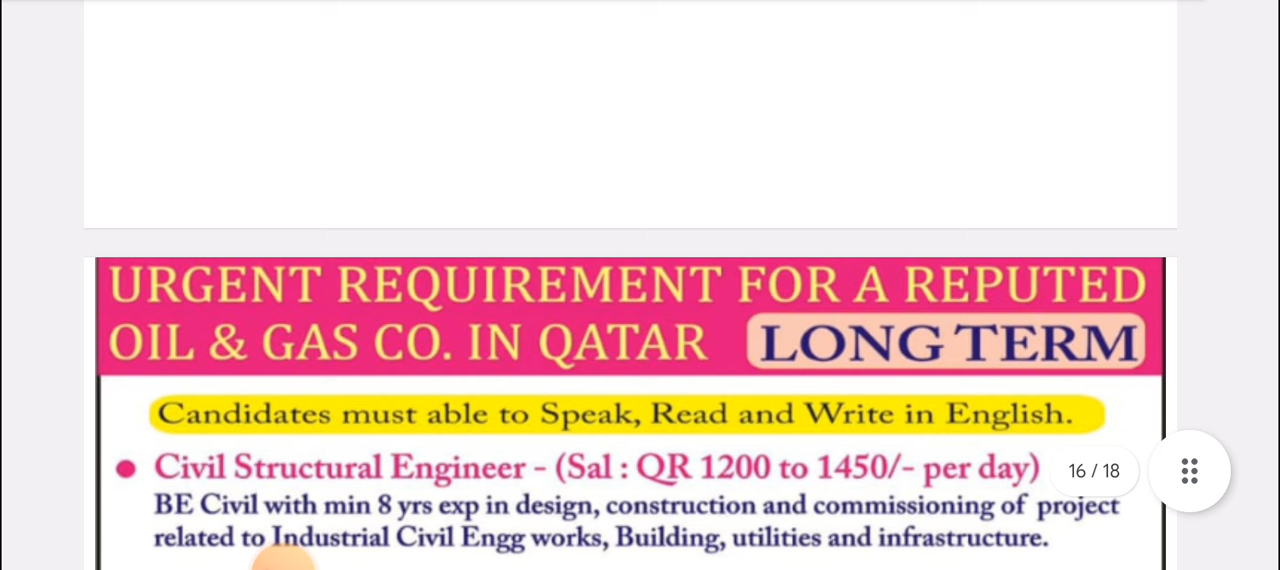 URGENT REQUIREMENT FOR A REPUTED
OIL & GAS CO. IN QATAR LONG TERM
Candidates must able to Speak, Read and Write in English.
• Civil Structural Engineer - (Sal : QR 1200 to 1450/- per day)
16 / 18
BE Civil with min 8 yrs exp in design, construction and commissioning of project
related to Industrial Civil Engg works, Building, utilities and infrastructure.